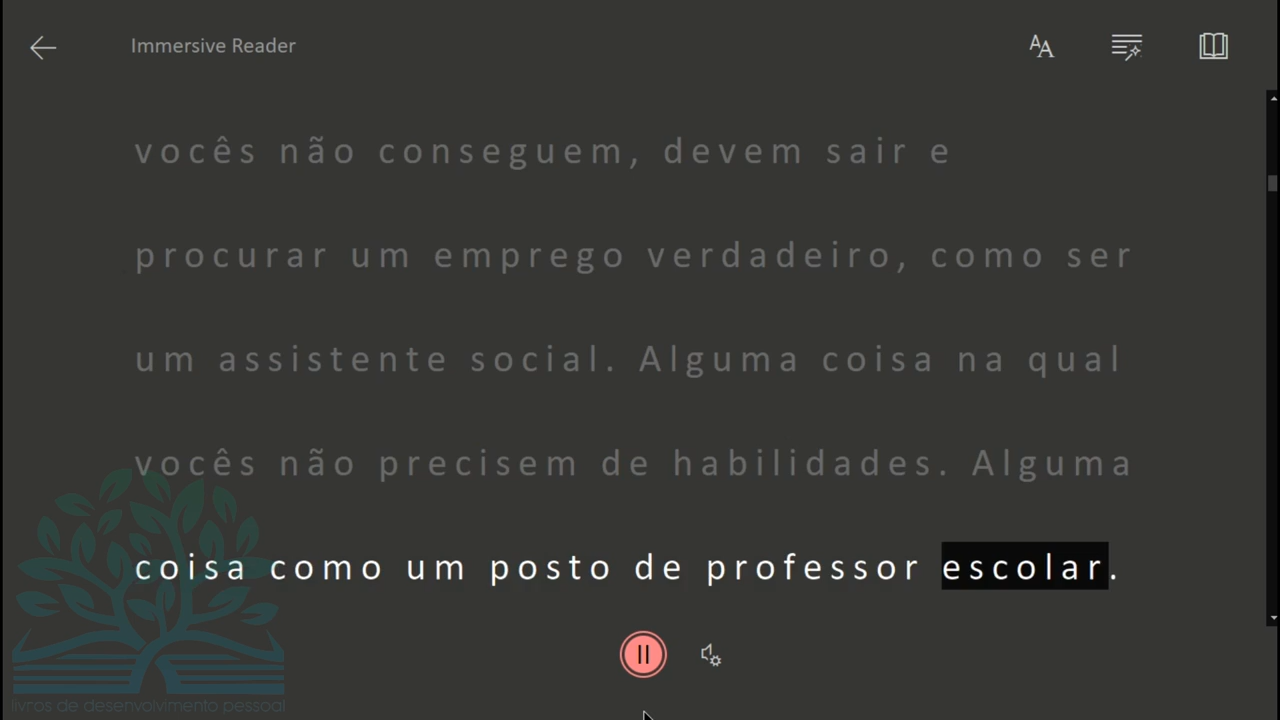 Immersive Reader
vocês não conseguem, devem sair e
procurar um emprego verdadeiro, como ser
um assistente social. Alguma coisa na qual
vocês não precisem de habilidades. Alguma
coisa como um posto de professor escolar.
livros de desenvolvimento pessoal